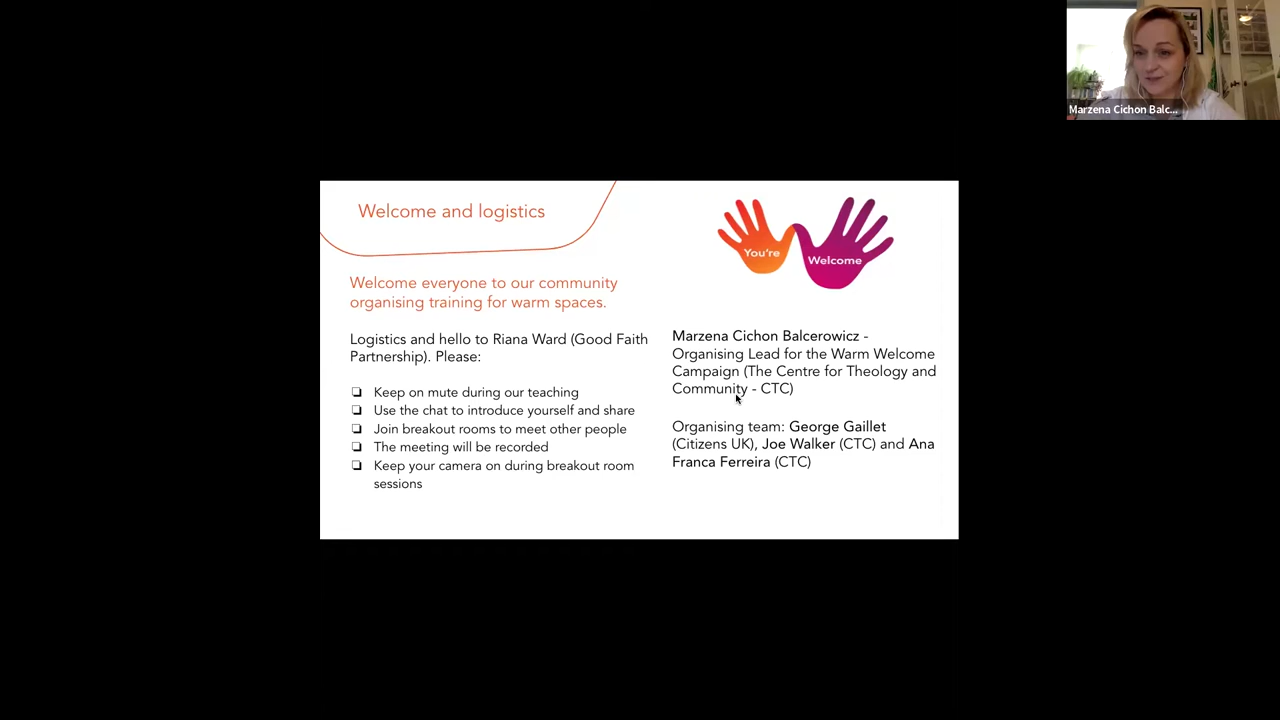 Marzena Cichon Balc...
Welcome and logistics
You're
Welcome
Welcome everyone to our community
organising training for warm spaces.
Logistics and hello to Riana Ward (Good Faith
Partnership). Please:
❏ Keep on mute during our teaching
❏ Use the chat to introduce yourself and share
❏ Join breakout rooms to meet other people
❏ The meeting will be recorded
❏ Keep your camera on during breakout room
sessions
Marzena Cichon Balcerowicz -
Organising Lead for the Warm Welcome
Campaign (The Centre for Theology and
Community - CTC)
Organising team: George Gaillet
(Citizens UK), Joe Walker (CTC) and Ana
Franca Ferreira (CTC)